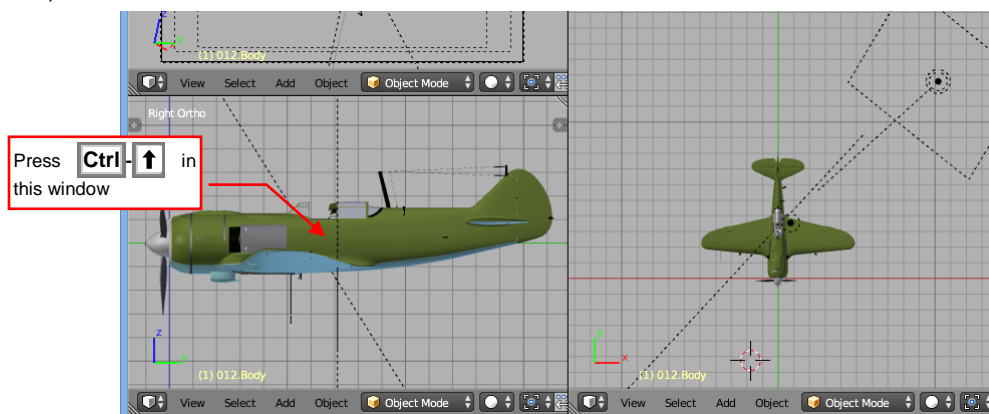 z
y
(1) 012.Body
View Select Add Object Object Mode
Right Ortho
Press Ctrl - ↑ in
this window
z
y
(1) 012.Body
View Select Add Object Object Mode
y
x
(1) 012.Body
View Select Add Object Object Mode